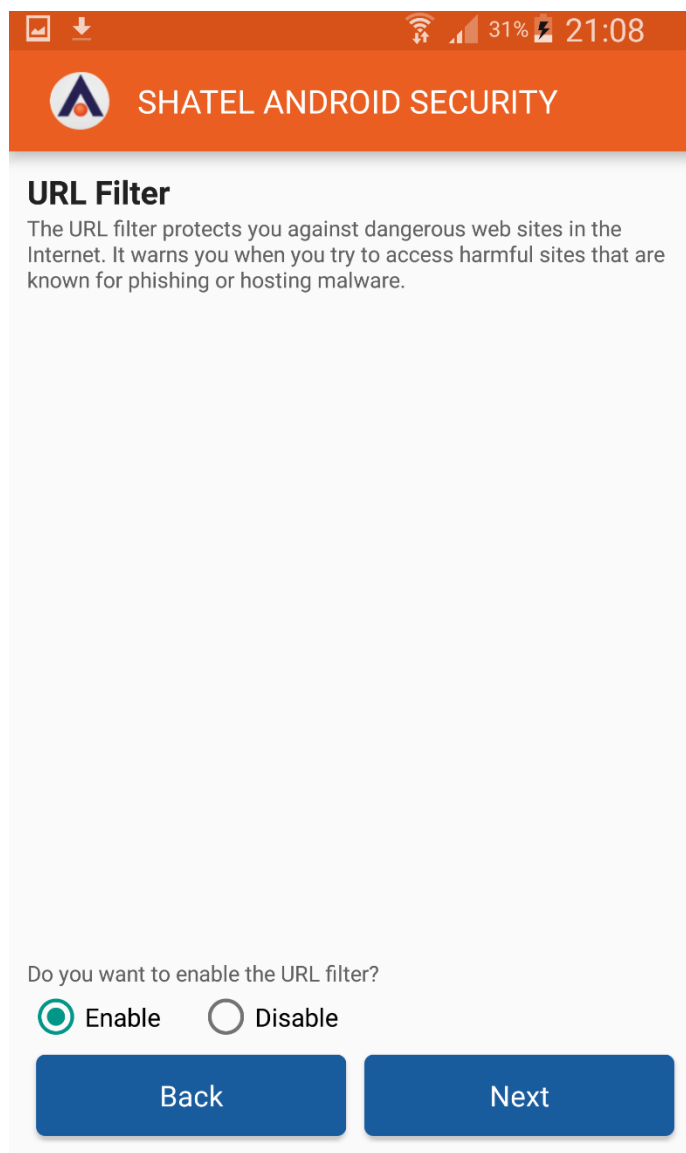 31% 21:08
SHATEL ANDROID SECURITY
URL Filter
The URL filter protects you against dangerous web sites in the
Internet. It warns you when you try to access harmful sites that are
known for phishing or hosting malware.
Do you want to enable the URL filter?
Enable Disable
Back Next